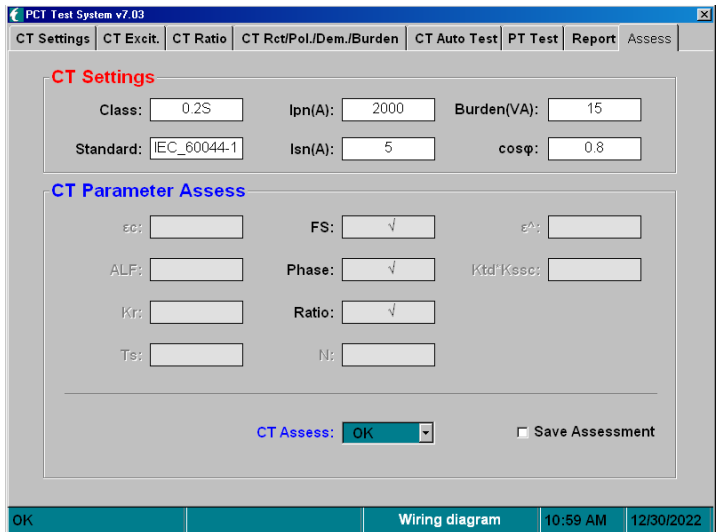 PCT Test System v7.03
CT Settings CT Excit. CT Ratio CT Rct/Pol./Dem./Burden CT Auto Test PT Test Report Assess
CT Settings
Class: 0.2S Ipn(A): 2000 Burden(VA): 15
Standard: IEC_60044-1 Isn(A): 5 cosφ: 0.8
CT Parameter Assess
εc: FS: √ ε^:
ALF: Phase: √ Ktd*Kssc:
Kr: Ratio: √
Ts: N:
CT Assess: OK Save Assessment
OK Wiring diagram 10:59 AM 12/30/2022